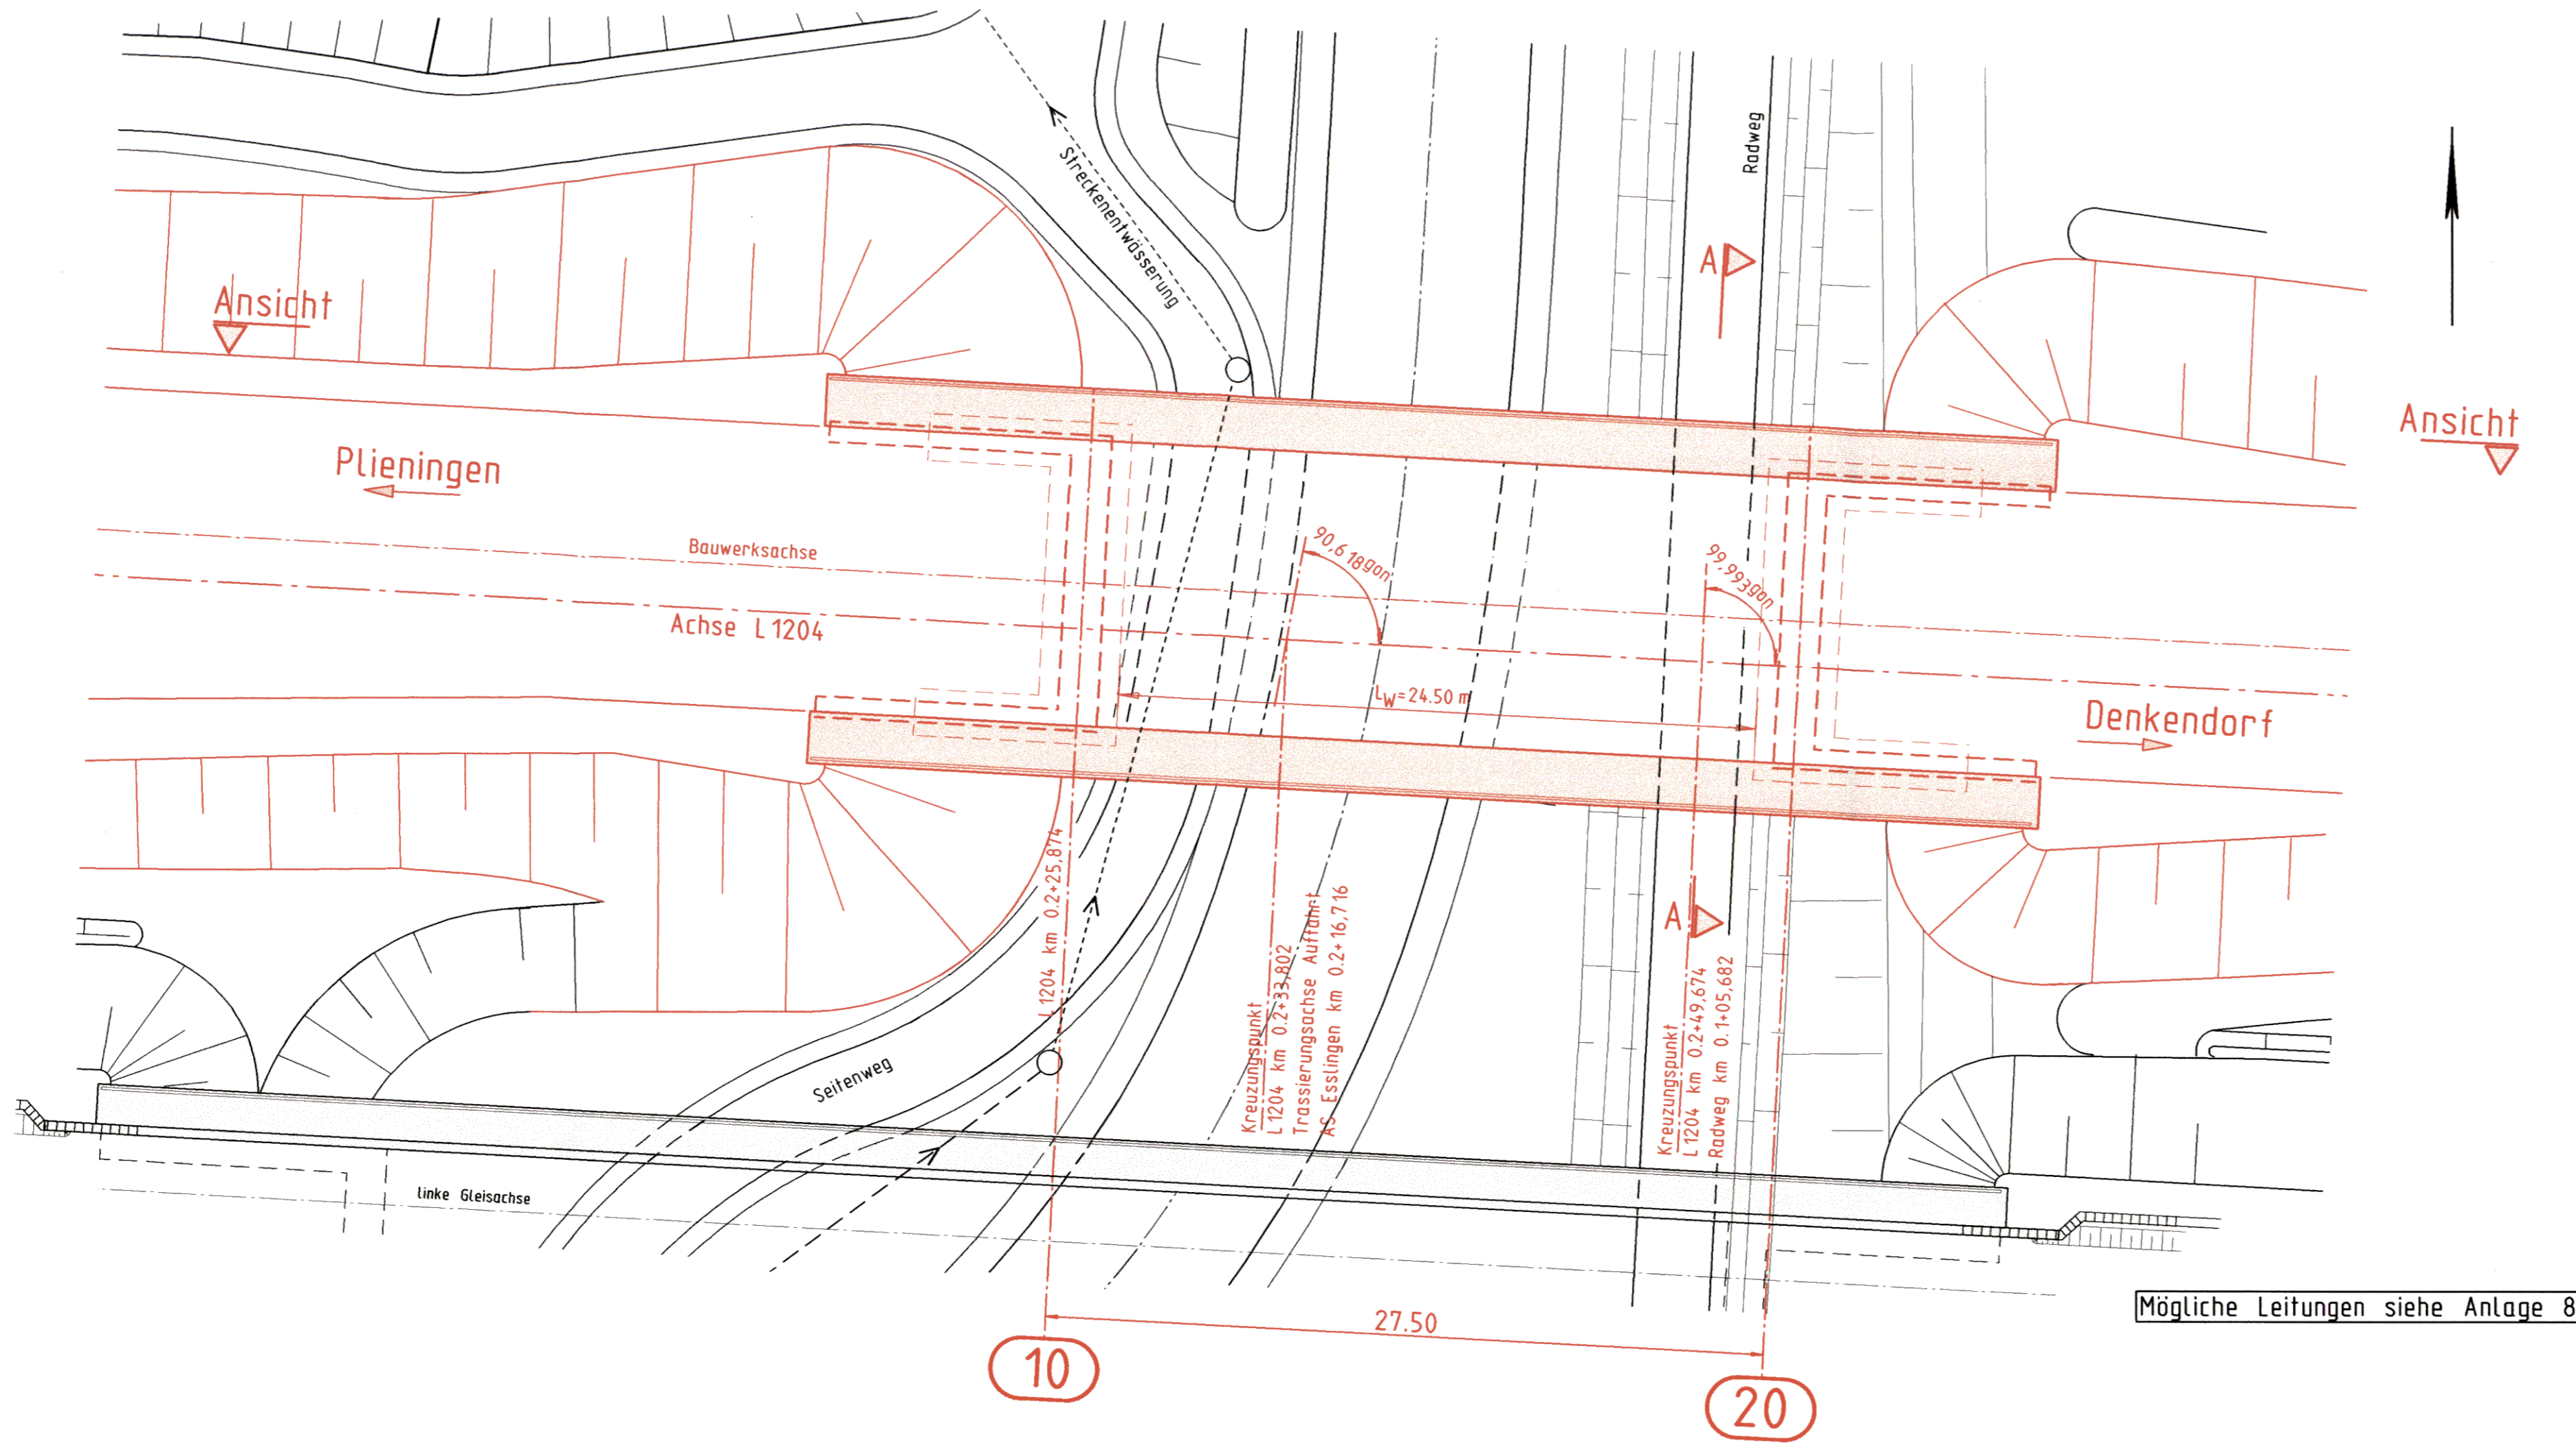 Streckenentwässerung
Radweg
A
Ansicht
Ansicht
Plieningen
Bauwerksachse
Achse L1204
90,618gon
99,993gon
Lw=24.50 m
Denkendorf
L1204 km 0.2+25,874
Kreuzungspunkt
L1204 km 0.2+33,802
Trassierungsachse Auffahrt
AS Esslingen km 0.2+16,716
A
Kreuzungspunkt
L1204 km 0.2+49,674
Radweg km 0.1+05,682
Seitenweg
linke Gleisachse
Mögliche Leitungen siehe Anlage 8
27.50
10
20